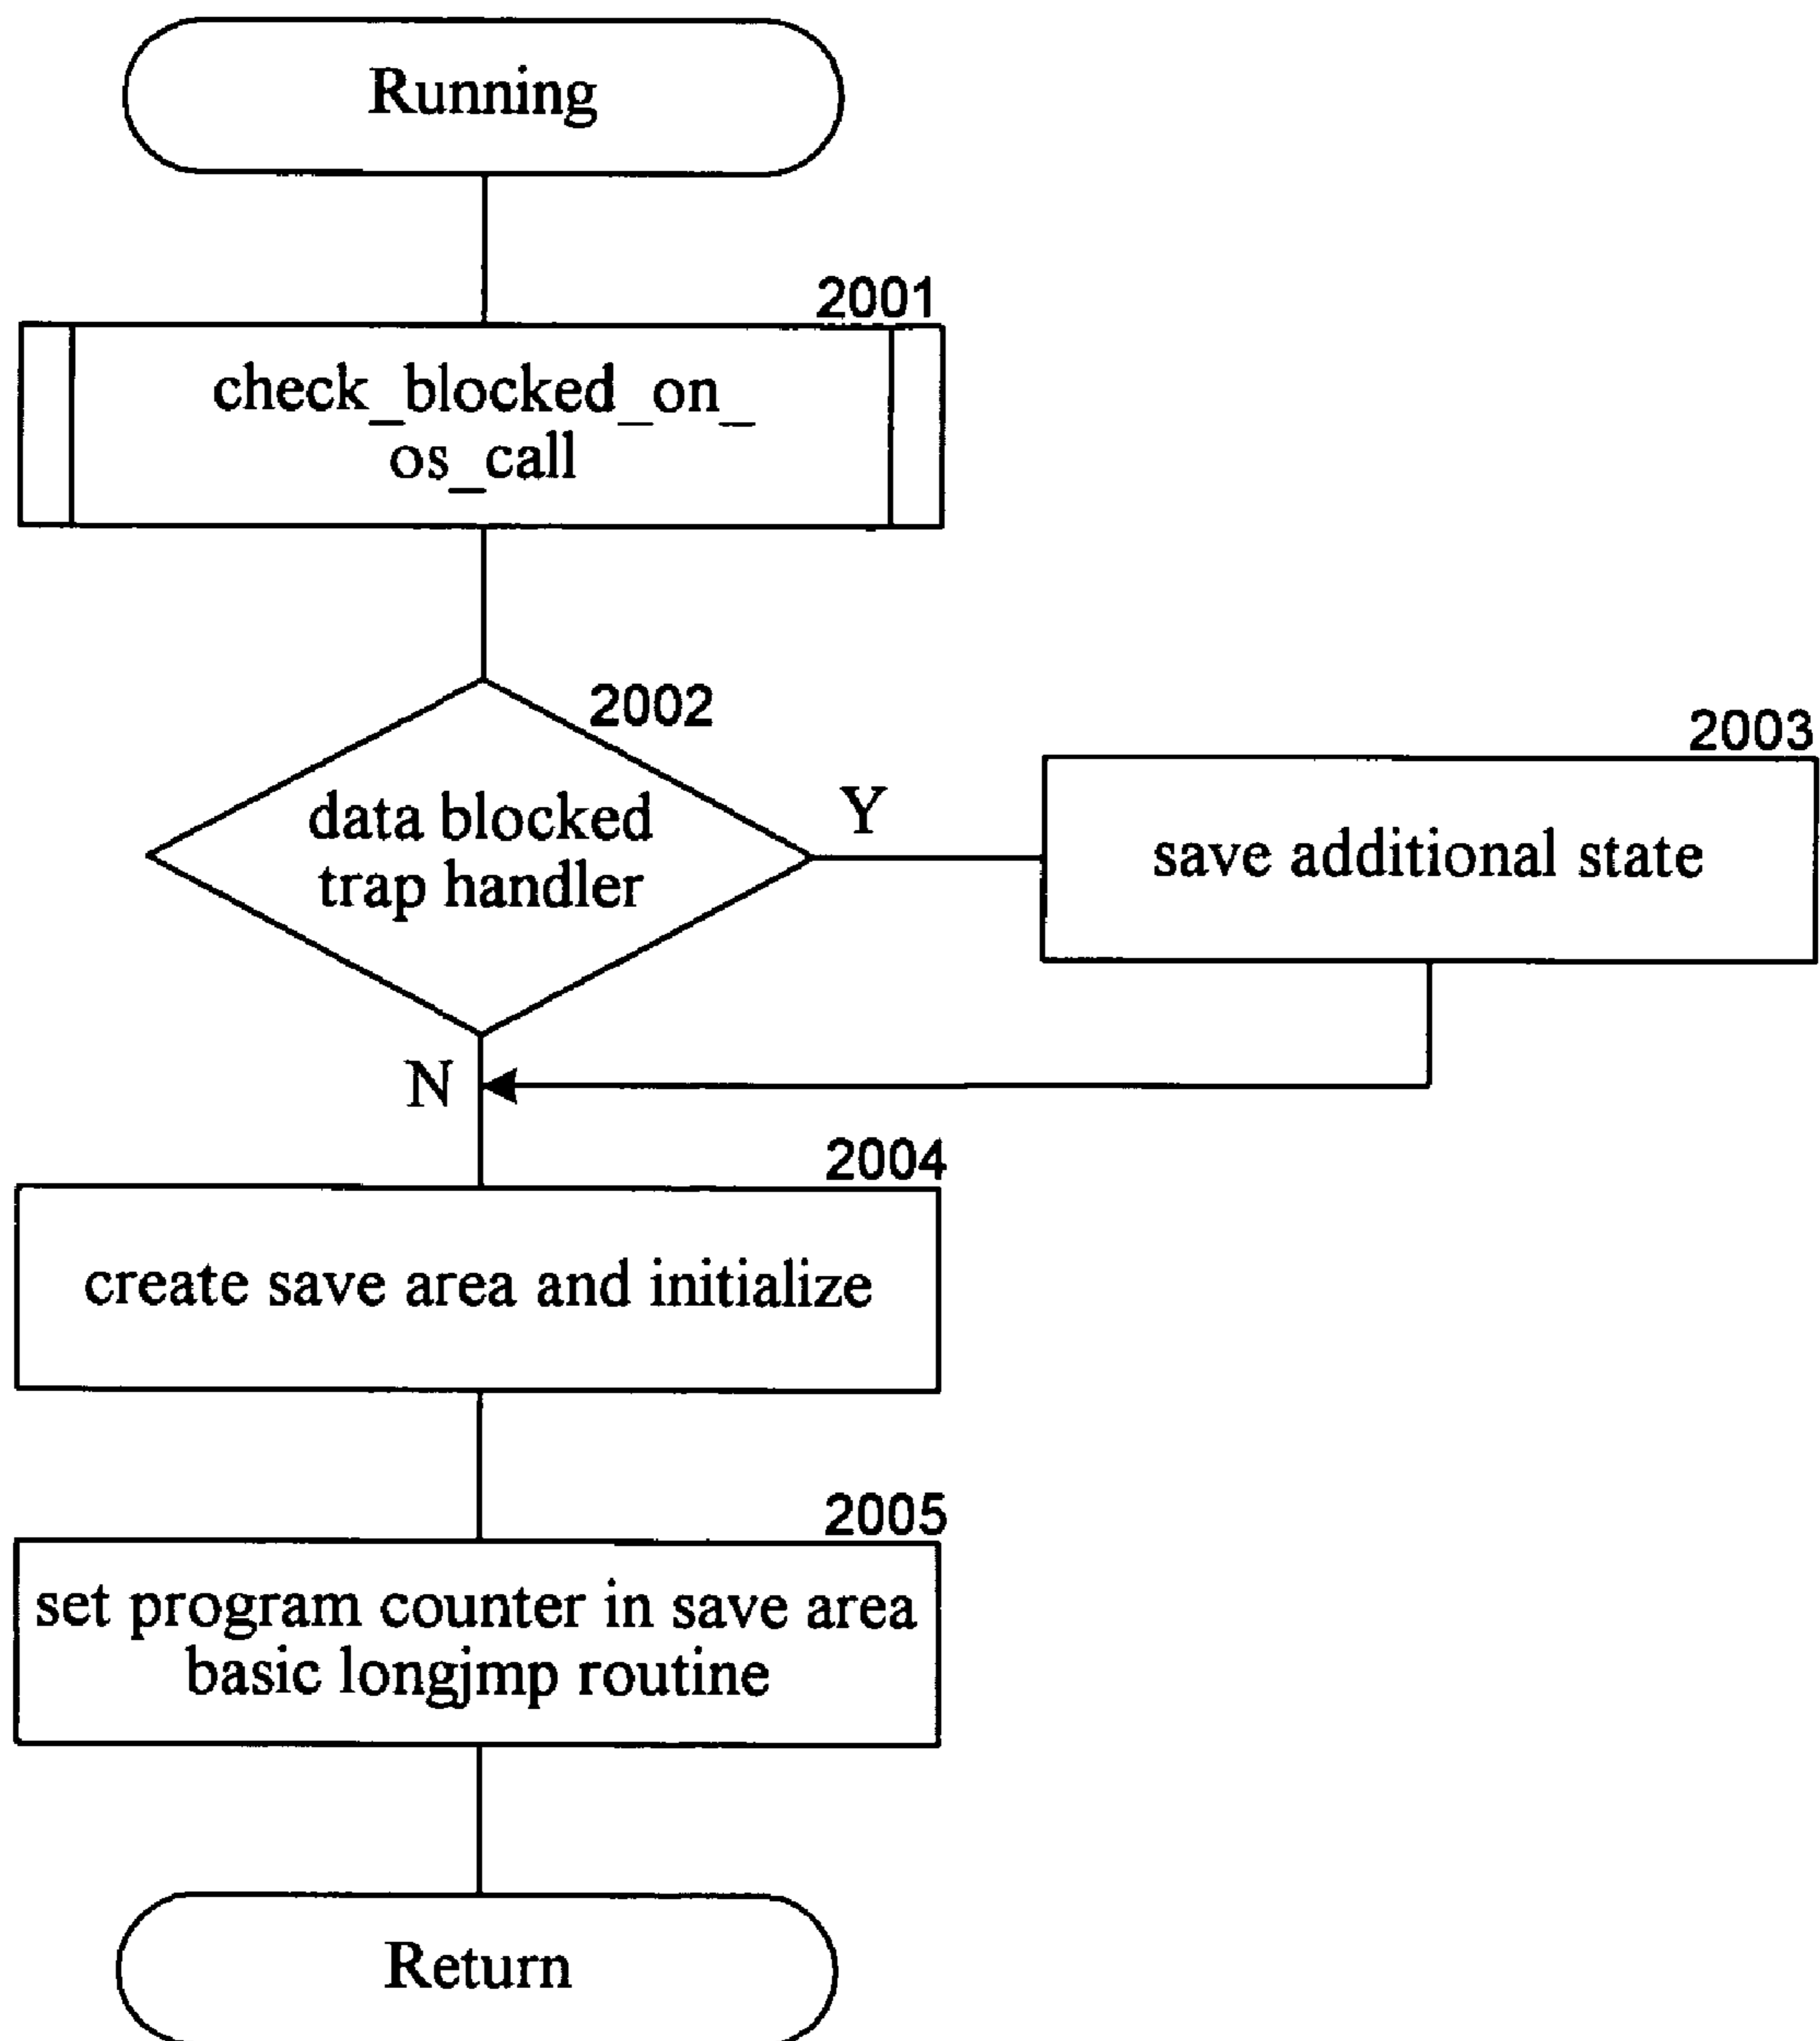 Running
2001
check_blocked_on_
os_call
2002
data blocked
trap handler
Y
2003
save additional state
N
2004
create save area and initialize
2005
set program counter in save area
basic longjmp routine
Return